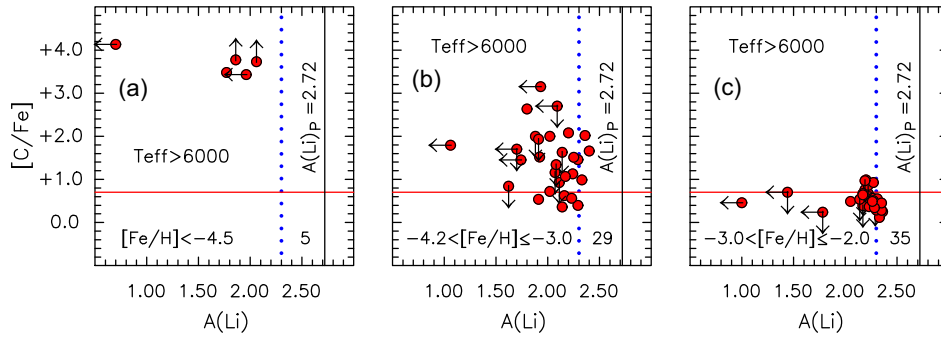 [C/Fe]
+4.0
+3.0
+2.0
+1.0
0.0
(a)
Teff>6000
[Fe/H]<−4.5
5
A(Li)P=2.72
1.00 1.50 2.00 2.50
A(Li)
Teff>6000
(b)
A(Li)P=2.72
−4.2<[Fe/H]≤−3.0
29
1.00 1.50 2.00 2.50
A(Li)
Teff>6000
(c)
A(Li)P=2.72
−3.0<[Fe/H]≤−2.0
35
1.00 1.50 2.00 2.50
A(Li)